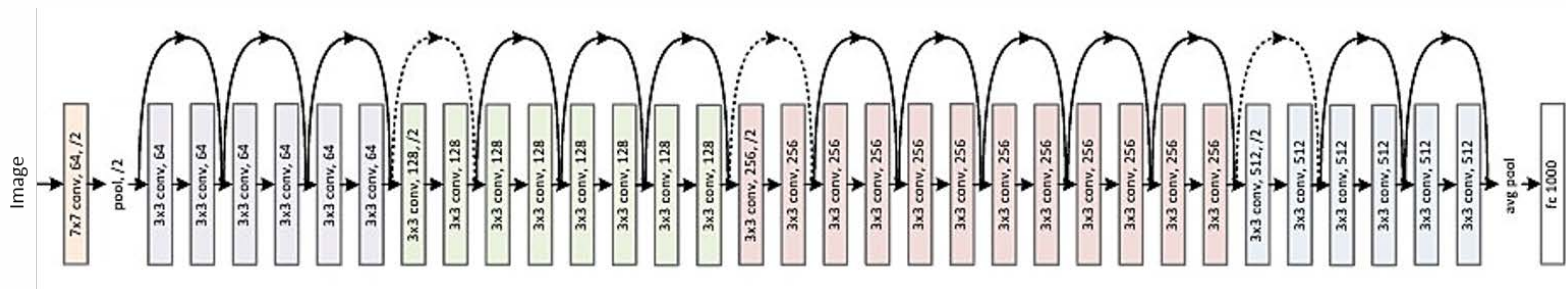 Image
7x7 conv, 64, /2
pool, /2
3x3 conv, 64
3x3 conv, 64
3x3 conv, 64
3x3 conv, 64
3x3 conv, 64
3x3 conv, 64
3x3 conv, 128, /2
3x3 conv, 128
3x3 conv, 128
3x3 conv, 128
3x3 conv, 128
3x3 conv, 128
3x3 conv, 128
3x3 conv, 128
3x3 conv, 256, /2
3x3 conv, 256
3x3 conv, 256
3x3 conv, 256
3x3 conv, 256
3x3 conv, 256
3x3 conv, 256
3x3 conv, 256
3x3 conv, 256
3x3 conv, 256
3x3 conv, 256
3x3 conv, 256
3x3 conv, 512, /2
3x3 conv, 512
3x3 conv, 512
3x3 conv, 512
3x3 conv, 512
3x3 conv, 512
avg pool
fc 1000